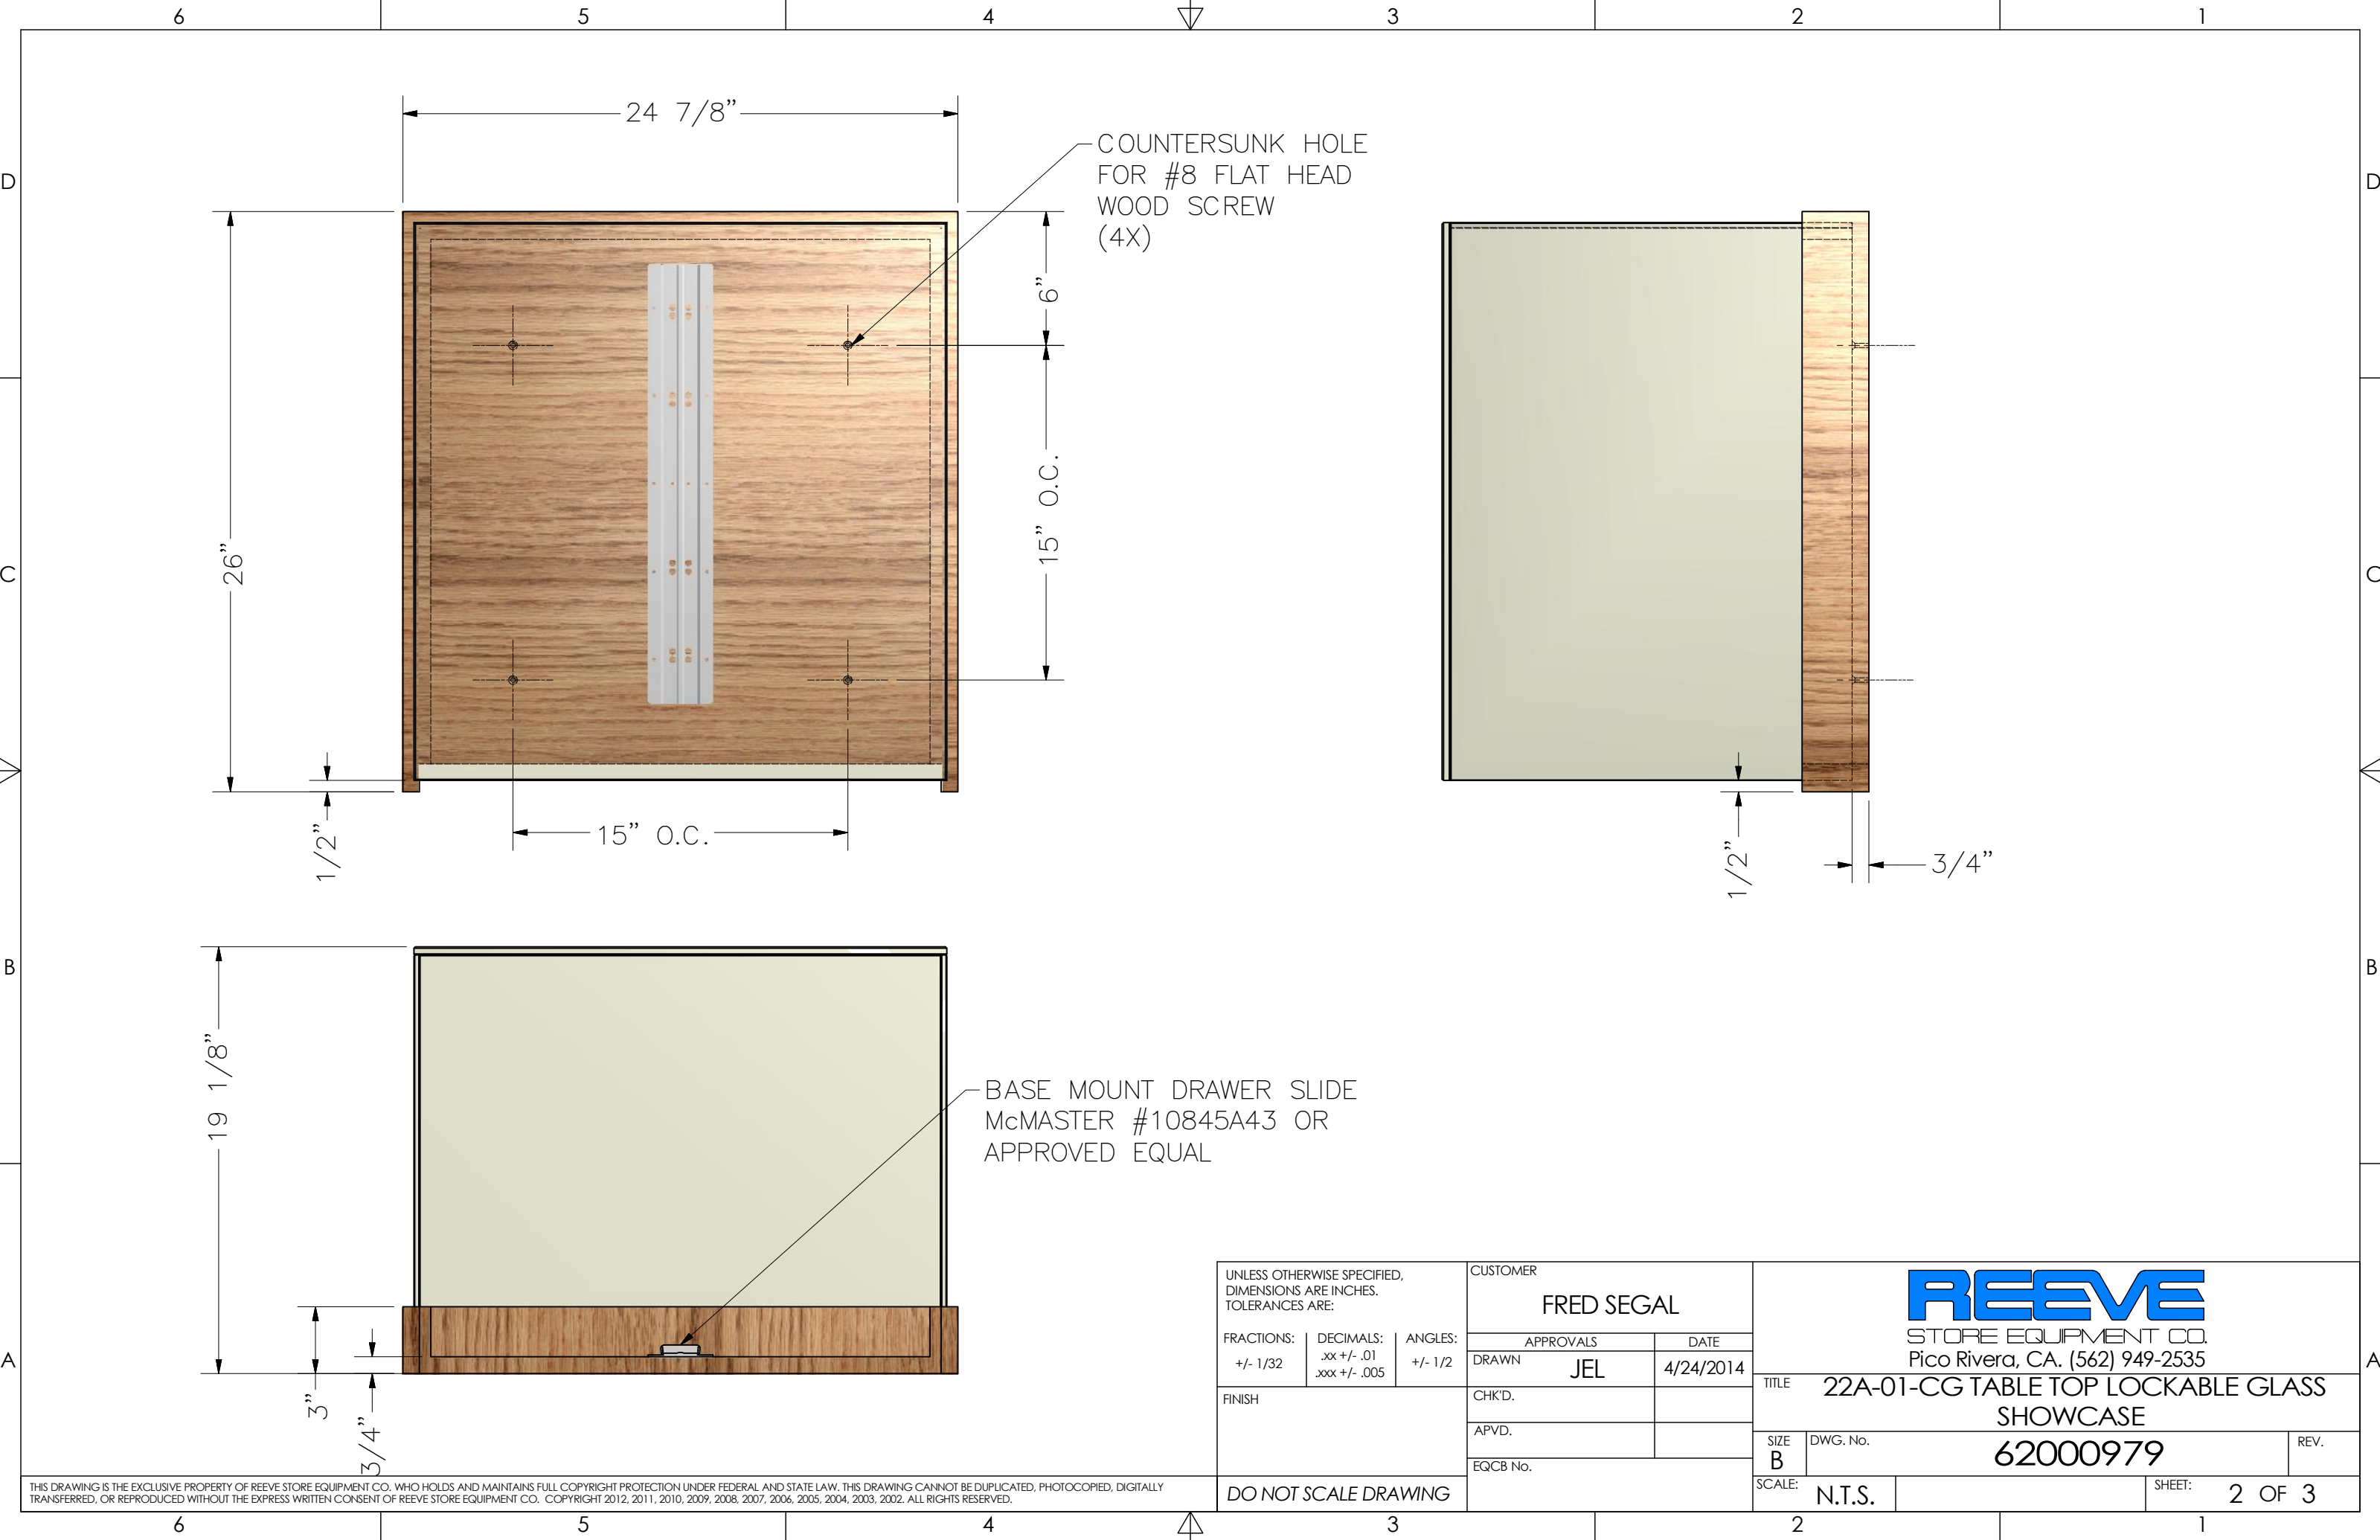 6 5 4 3 2 1
D D
C C
B B
A A
24 7/8”
COUNTERSUNK HOLE
FOR #8 FLAT HEAD
WOOD SCREW
(4X)
6”
15” O.C.
26”
1/2”
15” O.C.
1/2”
3/4”
19 1/8”
BASE MOUNT DRAWER SLIDE
McMASTER #10845A43 OR
APPROVED EQUAL
3”
3/4”
UNLESS OTHERWISE SPECIFIED,
DIMENSIONS ARE INCHES.
TOLERANCES ARE:
FRACTIONS:
+/- 1/32
DECIMALS:
.xx +/- .01
.xxx +/- .005
ANGLES:
+/- 1/2
FINISH
DO NOT SCALE DRAWING
CUSTOMER
FRED SEGAL
APPROVALS DATE
DRAWN JEL 4/24/2014
CHK'D.
APVD.
EQCB No.
REEVE
STORE EQUIPMENT CO.
Pico Rivera, CA. (562) 949-2535
TITLE 22A-01-CG TABLE TOP LOCKABLE GLASS
SHOWCASE
SIZE
B
DWG. No.
62000979
REV.
SCALE: N.T.S.
SHEET: 2 OF 3
THIS DRAWING IS THE EXCLUSIVE PROPERTY OF REEVE STORE EQUIPMENT CO. WHO HOLDS AND MAINTAINS FULL COPYRIGHT PROTECTION UNDER FEDERAL AND STATE LAW. THIS DRAWING CANNOT BE DUPLICATED, PHOTOCOPIED, DIGITALLY
TRANSFERRED, OR REPRODUCED WITHOUT THE EXPRESS WRITTEN CONSENT OF REEVE STORE EQUIPMENT CO. COPYRIGHT 2012, 2011, 2010, 2009, 2008, 2007, 2006, 2005, 2004, 2003, 2002. ALL RIGHTS RESERVED.
6 5 4 3 2 1